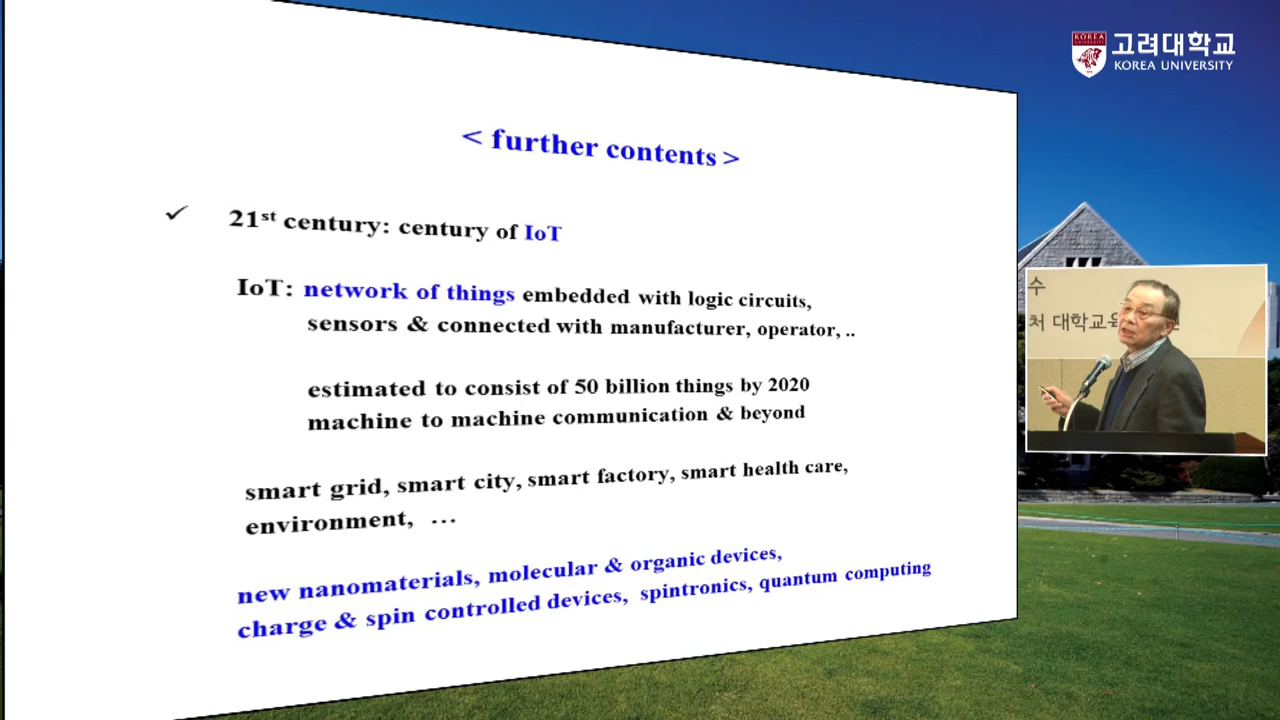 고려대학교
KOREA
KOREA UNIVERSITY
< further contents >
✓ 21st century: century of IoT
IoT: network of things embedded with logic circuits,
sensors & connected with manufacturer, operator, ..
estimated to consist of 50 billion things by 2020
machine to machine communication & beyond
smart grid, smart city, smart factory, smart health care,
environment, ...
new nanomaterials, molecular & organic devices,
charge & spin controlled devices, spintronics, quantum computing
수
처 대학교육